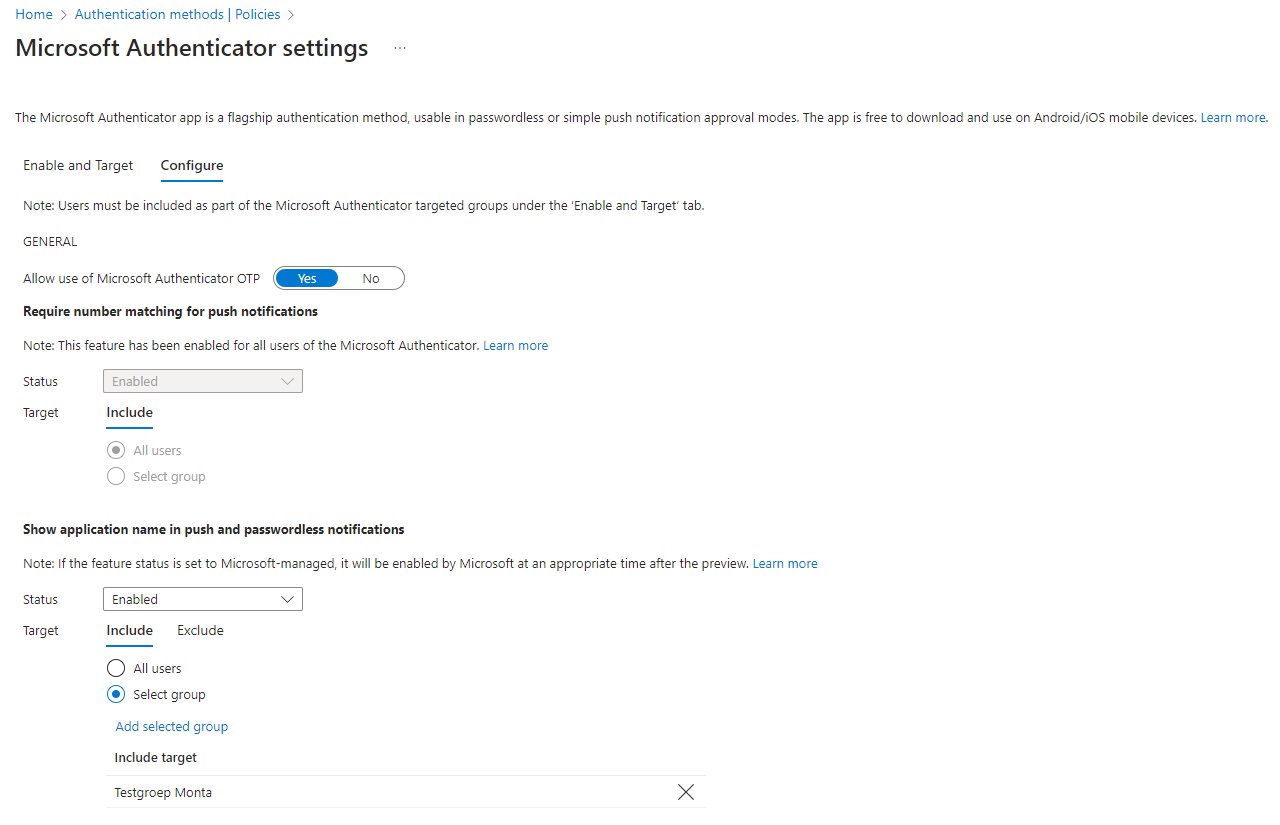 Home > Authentication methods | Policies >
Microsoft Authenticator settings ...
The Microsoft Authenticator app is a flagship authentication method, usable in passwordless or simple push notification approval modes. The app is free to download and use on Android/iOS mobile devices. Learn more.
Enable and Target Configure
Note: Users must be included as part of the Microsoft Authenticator targeted groups under the ‘Enable and Target’ tab.
GENERAL
Allow use of Microsoft Authenticator OTP Yes No
Require number matching for push notifications
Note: This feature has been enabled for all users of the Microsoft Authenticator. Learn more
Status Enabled
Target Include
All users
Select group
Show application name in push and passwordless notifications
Note: If the feature status is set to Microsoft-managed, it will be enabled by Microsoft at an appropriate time after the preview. Learn more
Status Enabled
Target Include Exclude
All users
Select group
Add selected group
Include target
Testgroep Monta